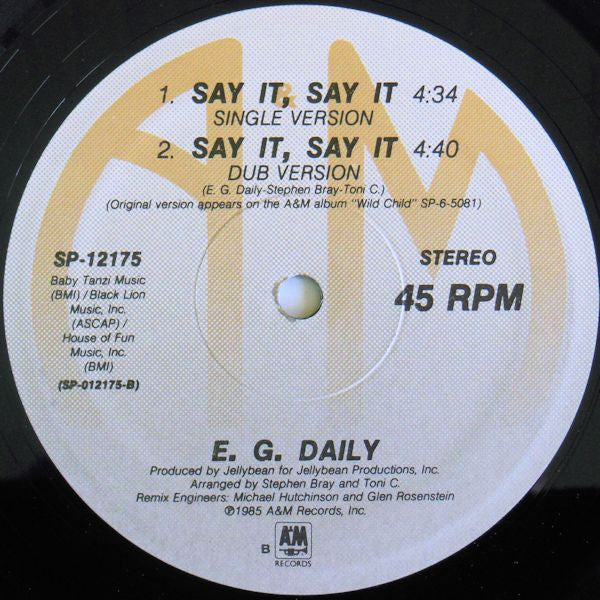 1. SAY IT, SAY IT 4:34
SINGLE VERSION
2. SAY IT, SAY IT 4:40
DUB VERSION
(E. G. Daily-Stephen Bray-Toni C.)
(Original version appears on the A&M album "Wild Child" SP-6-5081)
SP-12175
Baby Tanzi Music
(BMI) / Black Lion
Music, Inc.
(ASCAP) /
House of Fun
Music, Inc.
(BMI)
(SP-012175-B)
STEREO
45 RPM
E. G. DAILY
Produced by Jellybean for Jellybean Productions, Inc.
Arranged by Stephen Bray and Toni C.
Remix Engineers: Michael Hutchinson and Glen Rosenstein
℗1985 A&M Records, Inc.
B
A&M
RECORDS